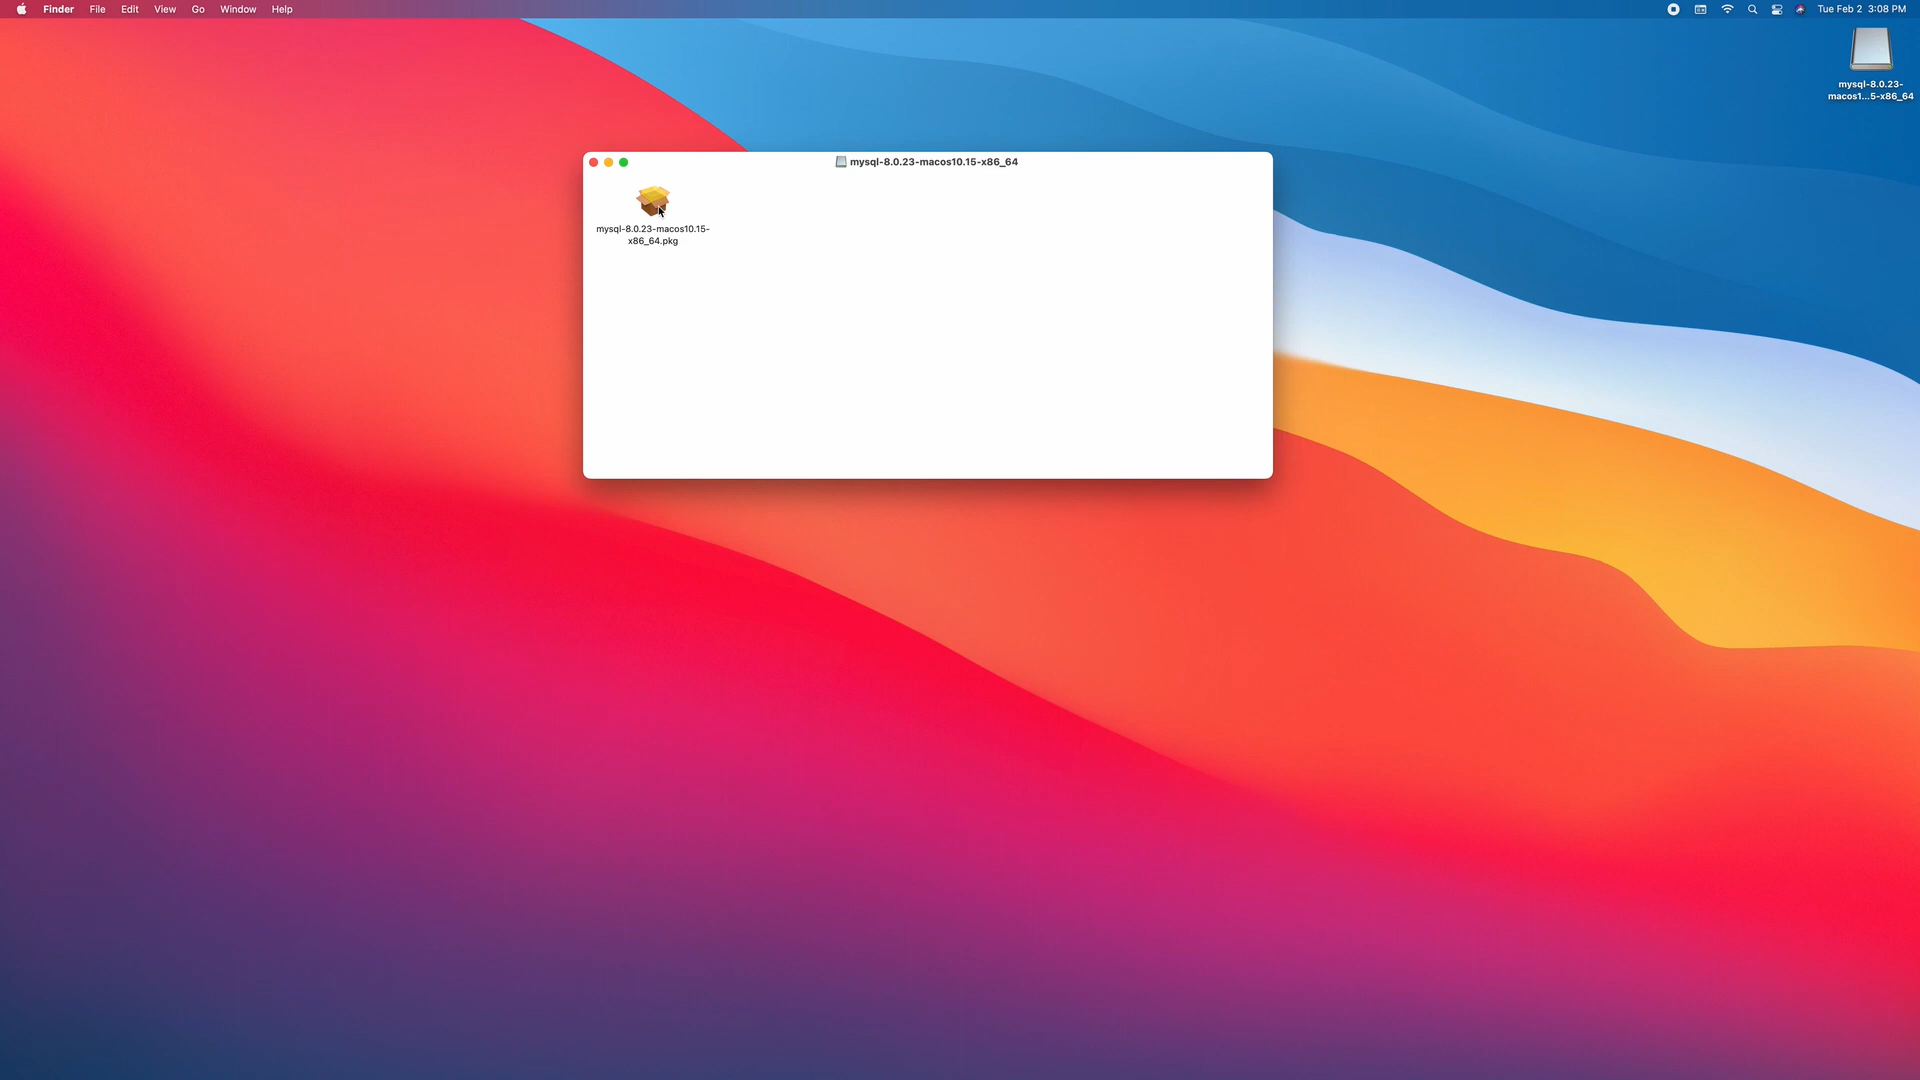 Finder File Edit View Go Window Help Tue Feb 2 3:08 PM
mysql-8.0.23-
macos1...5-x86_64
mysql-8.0.23-macos10.15-x86_64
mysql-8.0.23-macos10.15-
x86_64.pkg